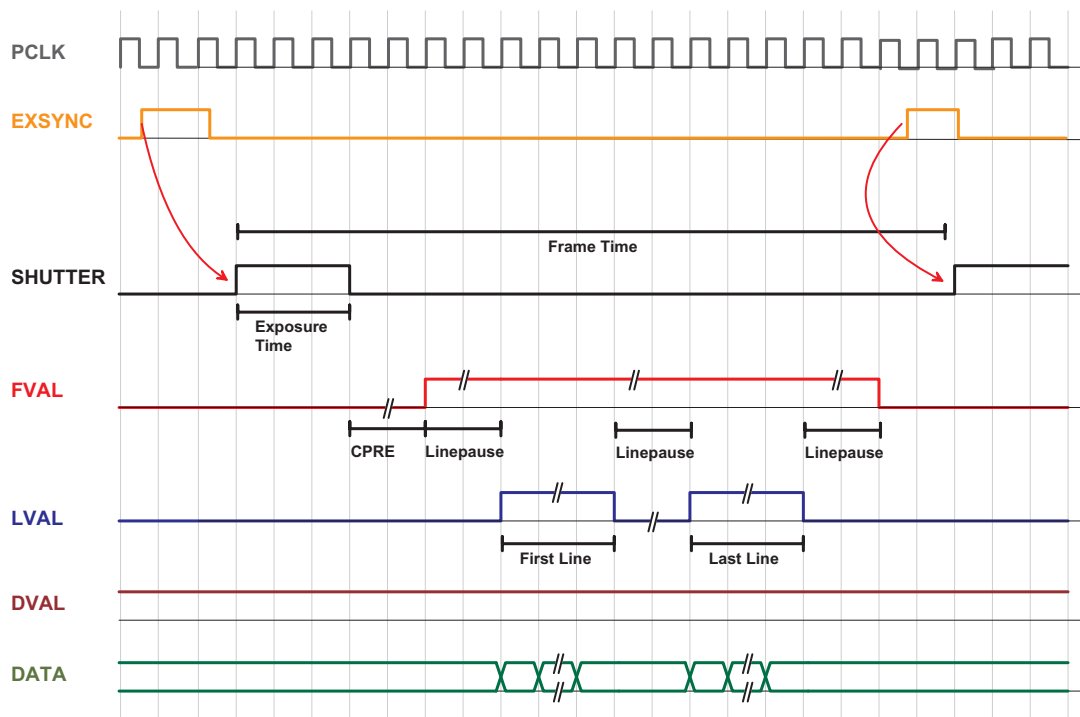 PCLK
EXSYNC
Frame Time
SHUTTER
Exposure
Time
FVAL
CPRE
Linepause
Linepause
Linepause
LVAL
First Line
Last Line
DVAL
DATA